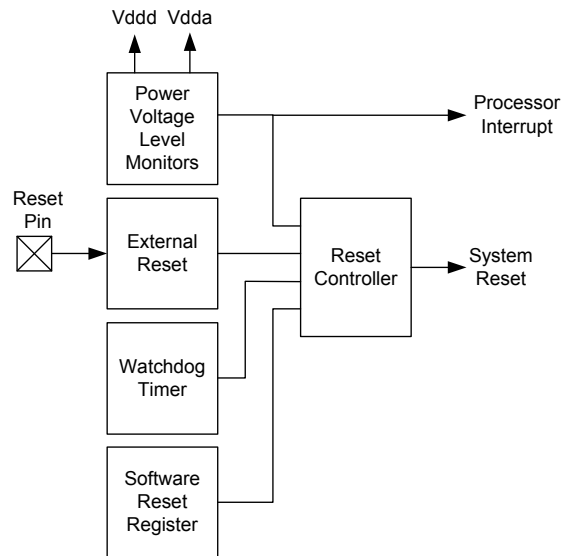 Vddd Vdda
Power
Voltage
Level
Monitors
Processor
Interrupt
Reset
Pin
External
Reset
Reset
Controller
System
Reset
Watchdog
Timer
Software
Reset
Register